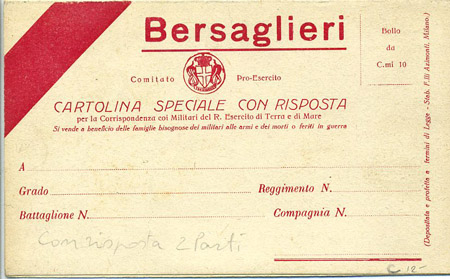 Bersaglieri
Bollo
da
C.mi 10
Comitato Pro-Esercito
CARTOLINA SPECIALE CON RISPOSTA
per la Corrispondenza coi Militari del R. Esercito di Terra e di Mare
Si vende a beneficio delle famiglie bisognose dei militari alle armi e dei morti o feriti in guerra
A
Grado Reggimento N.
Battaglione N. Compagnia N.
Con risposta 2 Parti
C 12-
(Depositata e protetta a termini di Legge - Stab. F.lli Azimonti, Milano.)